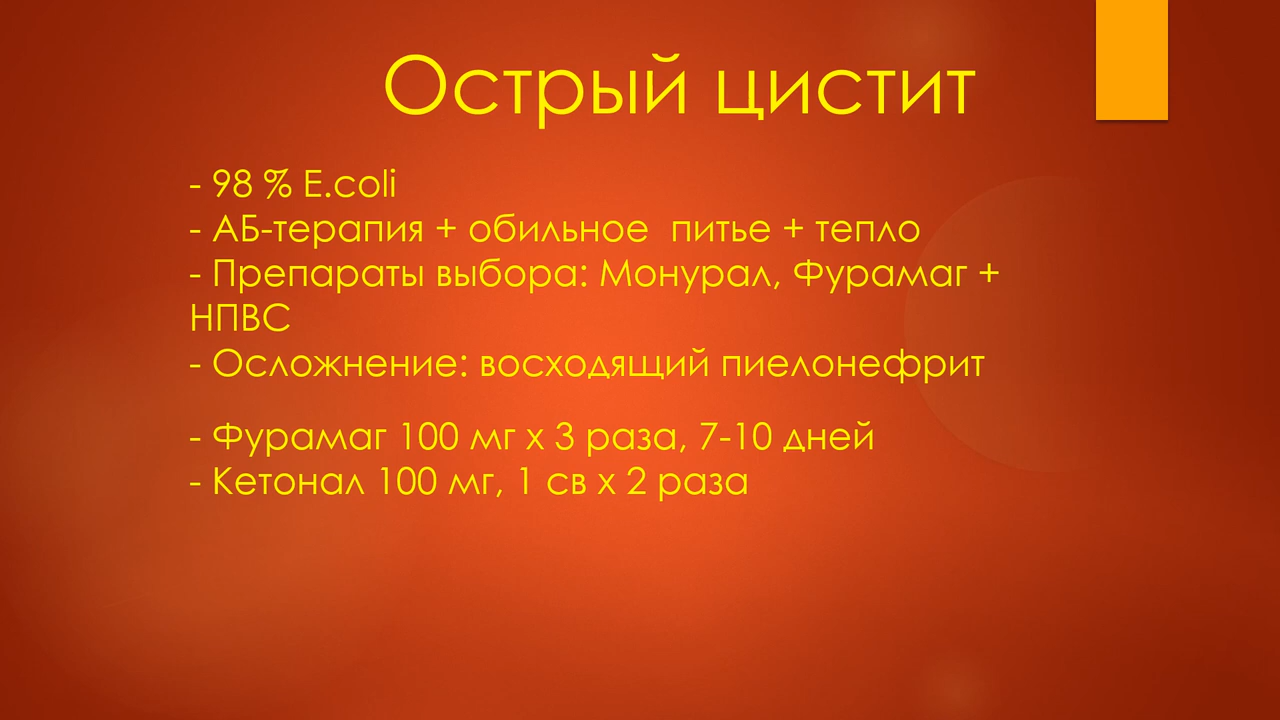 Острый цистит
- 98 % E.coli
- АБ-терапия + обильное  питье + тепло
- Препараты выбора: Монурал, Фурамаг +
НПВС
- Осложнение: восходящий пиелонефрит
- Фурамаг 100 мг х 3 раза, 7-10 дней
- Кетонал 100 мг, 1 св х 2 раза